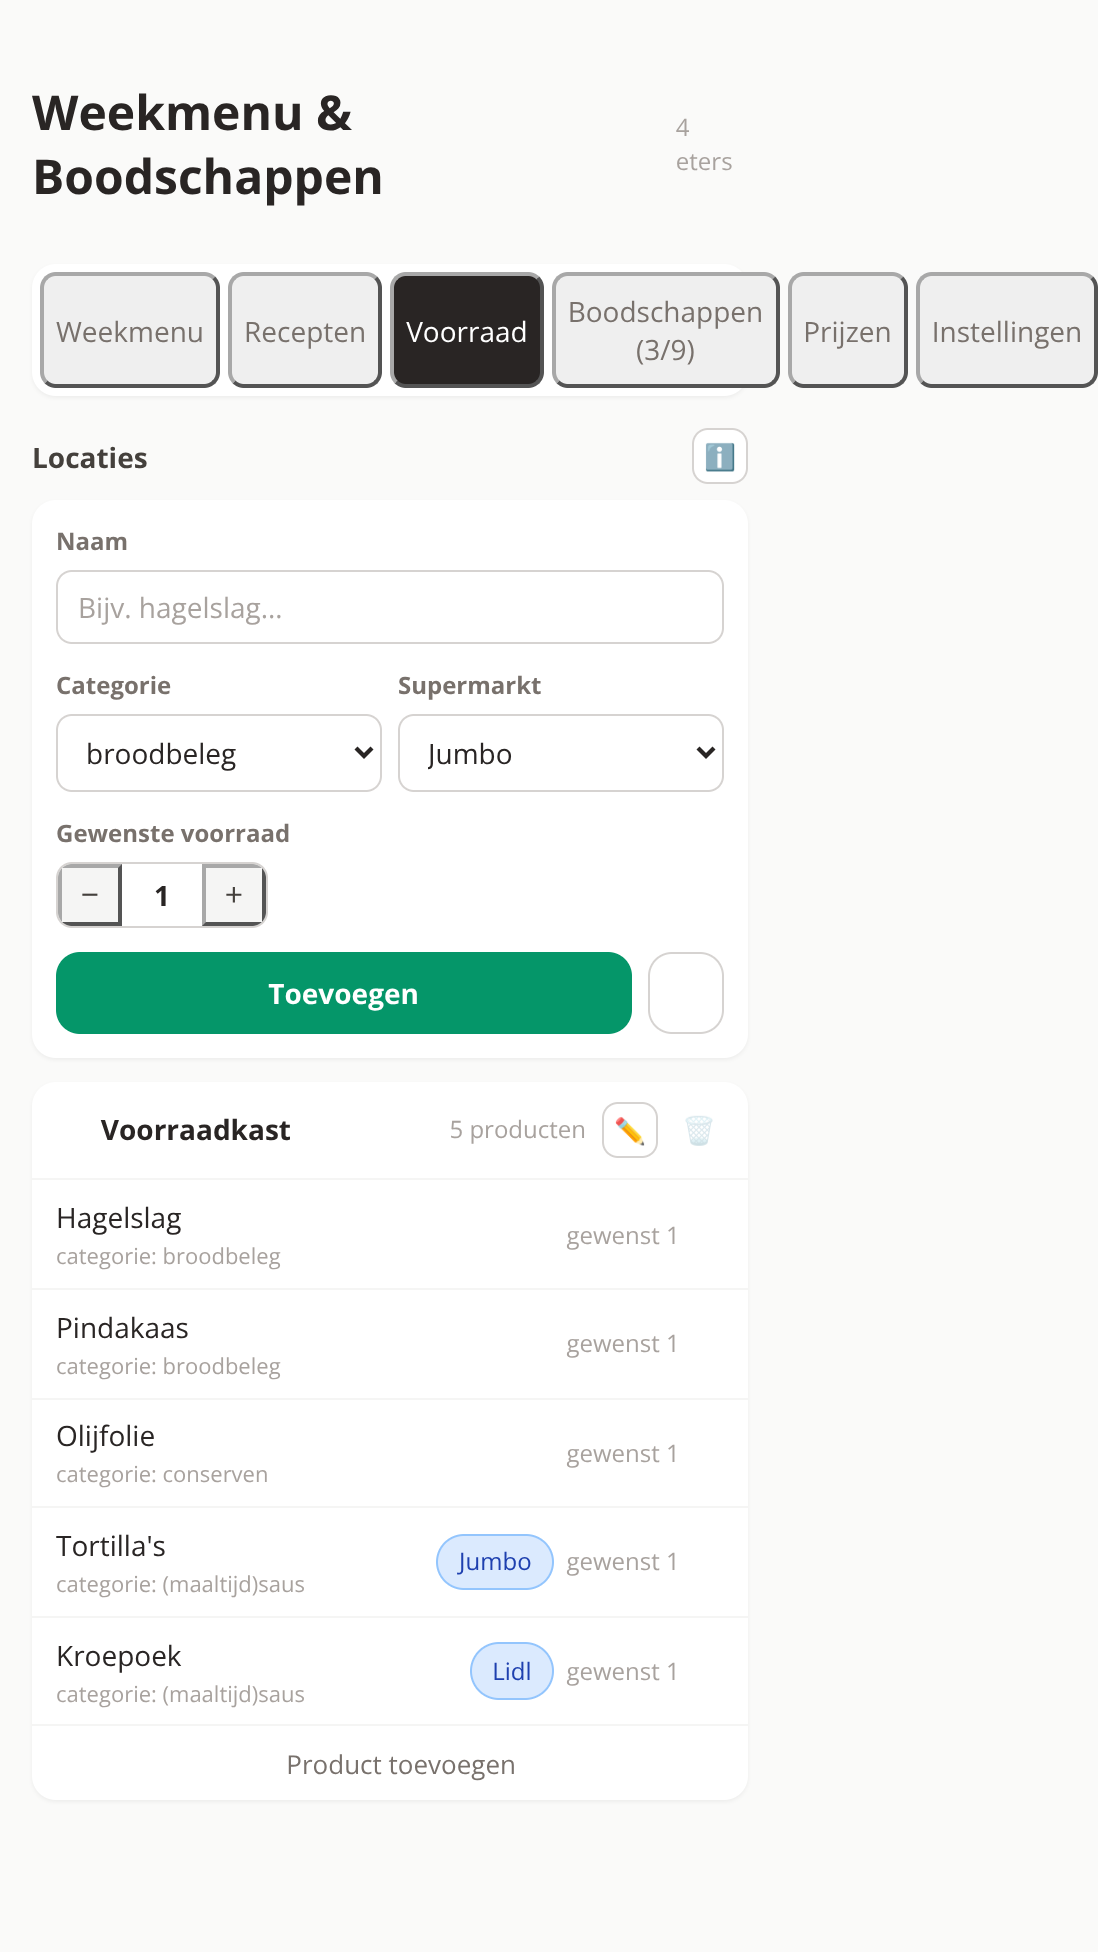 Weekmenu &
Boodschappen
4
eters
Weekmenu
Recepten
Voorraad
Boodschappen
(3/9)
Prijzen
Instellingen
Locaties
Naam
Bijv. hagelslag...
Categorie
Supermarkt
broodbeleg
Jumbo
Gewenste voorraad
− 1 +
Toevoegen
Voorraadkast
5 producten
Hagelslag
categorie: broodbeleg
gewenst 1
Pindakaas
categorie: broodbeleg
gewenst 1
Olijfolie
categorie: conserven
gewenst 1
Tortilla's
categorie: (maaltijd)saus
Jumbo
gewenst 1
Kroepoek
categorie: (maaltijd)saus
Lidl
gewenst 1
Product toevoegen